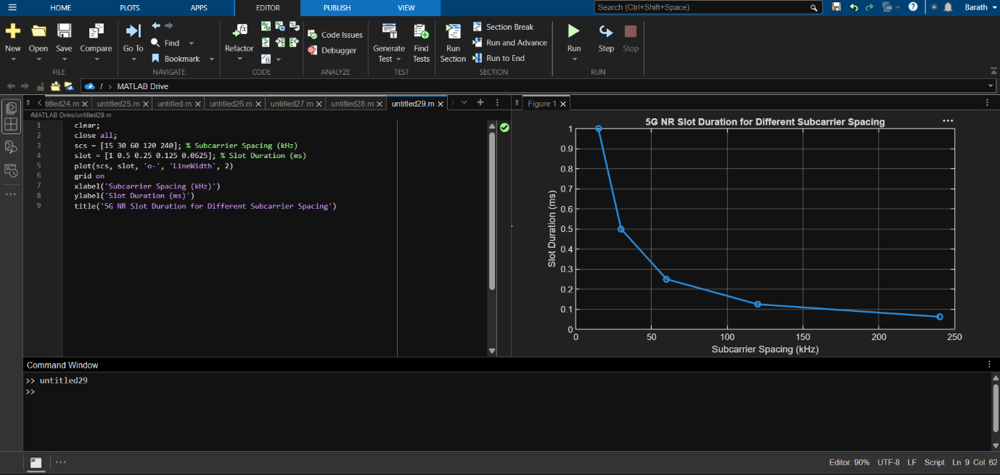 HOME PLOTS APPS EDITOR PUBLISH VIEW Search (Ctrl+Shift+Space) Barath
New Open Save Compare Go To Find Bookmark Refactor Code Issues Debugger Generate Test Find Tests Run Section Section Break Run and Advance Run to End Run Step Stop
FILE NAVIGATE CODE ANALYZE TEST SECTION RUN
/ › MATLAB Drive
titled24.m untitled25.m untitled.m untitled26.m untitled27.m untitled28.m untitled29.m
/MATLAB Drive/untitled29.m
1 clear;
2 close all;
3 scs = [15 30 60 120 240]; % Subcarrier Spacing (kHz)
4 slot = [1 0.5 0.25 0.125 0.0625]; % Slot Duration (ms)
5 plot(scs, slot, 'o-', 'LineWidth', 2)
6 grid on
7 xlabel('Subcarrier Spacing (kHz)')
8 ylabel('Slot Duration (ms)')
9 title('5G NR Slot Duration for Different Subcarrier Spacing')
Figure 1
5G NR Slot Duration for Different Subcarrier Spacing
Slot Duration (ms)
1
0.9
0.8
0.7
0.6
0.5
0.4
0.3
0.2
0.1
0
0 50 100 150 200 250
Subcarrier Spacing (kHz)
Command Window
>> untitled29
>>
Editor: 90% UTF-8 LF Script Ln 9 Col 62